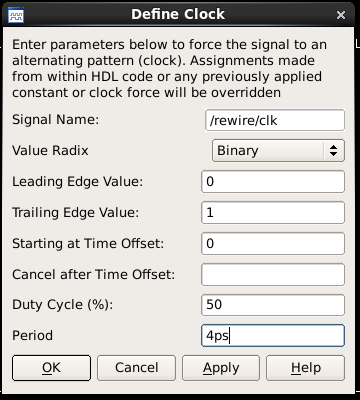 Define Clock
Enter parameters below to force the signal to an
alternating pattern (clock). Assignments made
from within HDL code or any previously applied
constant or clock force will be overridden
Signal Name: /rewire/clk
Value Radix Binary
Leading Edge Value: 0
Trailing Edge Value: 1
Starting at Time Offset: 0
Cancel after Time Offset:
Duty Cycle (%): 50
Period 4ps
OK Cancel Apply Help